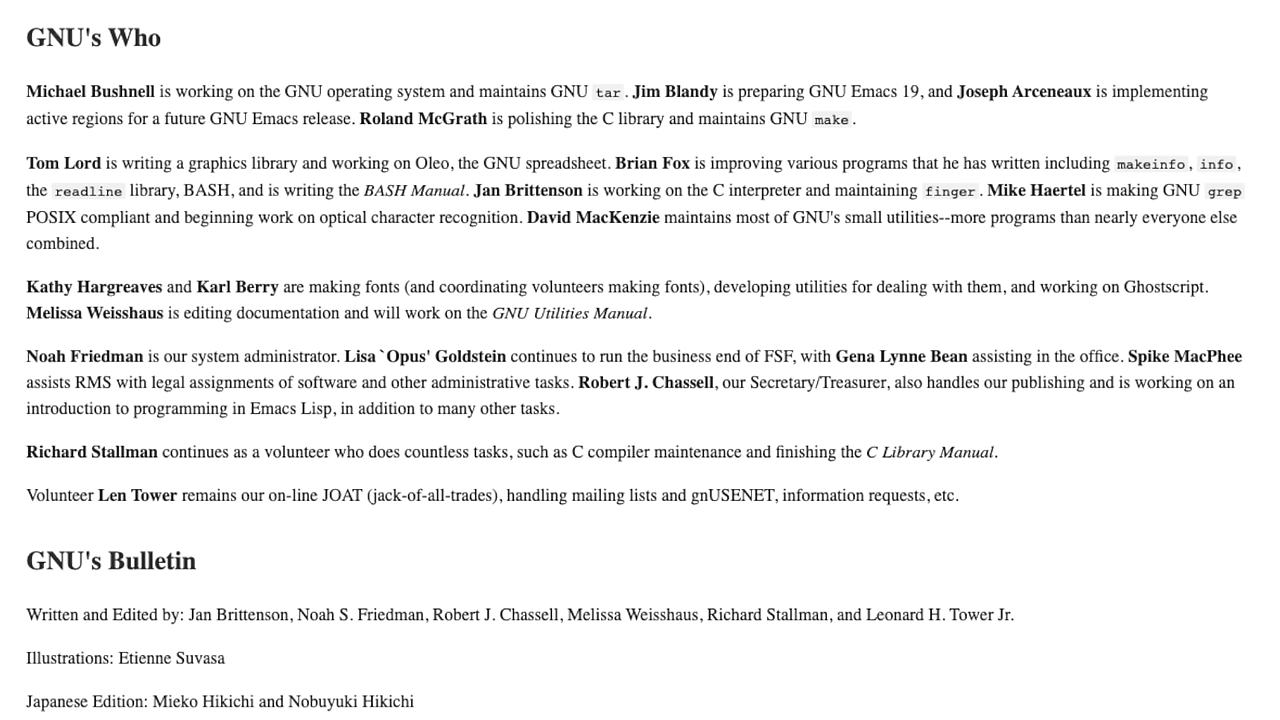 GNU's Who
Michael Bushnell is working on the GNU operating system and maintains GNU tar. Jim Blandy is preparing GNU Emacs 19, and Joseph Arceneaux is implementing
active regions for a future GNU Emacs release. Roland McGrath is polishing the C library and maintains GNU make.
Tom Lord is writing a graphics library and working on Oleo, the GNU spreadsheet. Brian Fox is improving various programs that he has written including makeinfo, info,
the readline library, BASH, and is writing the BASH Manual. Jan Brittenson is working on the C interpreter and maintaining finger. Mike Haertel is making GNU grep
POSIX compliant and beginning work on optical character recognition. David MacKenzie maintains most of GNU's small utilities--more programs than nearly everyone else
combined.
Kathy Hargreaves and Karl Berry are making fonts (and coordinating volunteers making fonts), developing utilities for dealing with them, and working on Ghostscript.
Melissa Weisshaus is editing documentation and will work on the GNU Utilities Manual.
Noah Friedman is our system administrator. Lisa `Opus' Goldstein continues to run the business end of FSF, with Gena Lynne Bean assisting in the office. Spike MacPhee
assists RMS with legal assignments of software and other administrative tasks. Robert J. Chassell, our Secretary/Treasurer, also handles our publishing and is working on an
introduction to programming in Emacs Lisp, in addition to many other tasks.
Richard Stallman continues as a volunteer who does countless tasks, such as C compiler maintenance and finishing the C Library Manual.
Volunteer Len Tower remains our on-line JOAT (jack-of-all-trades), handling mailing lists and gnUSENET, information requests, etc.
GNU's Bulletin
Written and Edited by: Jan Brittenson, Noah S. Friedman, Robert J. Chassell, Melissa Weisshaus, Richard Stallman, and Leonard H. Tower Jr.
Illustrations: Etienne Suvasa
Japanese Edition: Mieko Hikichi and Nobuyuki Hikichi